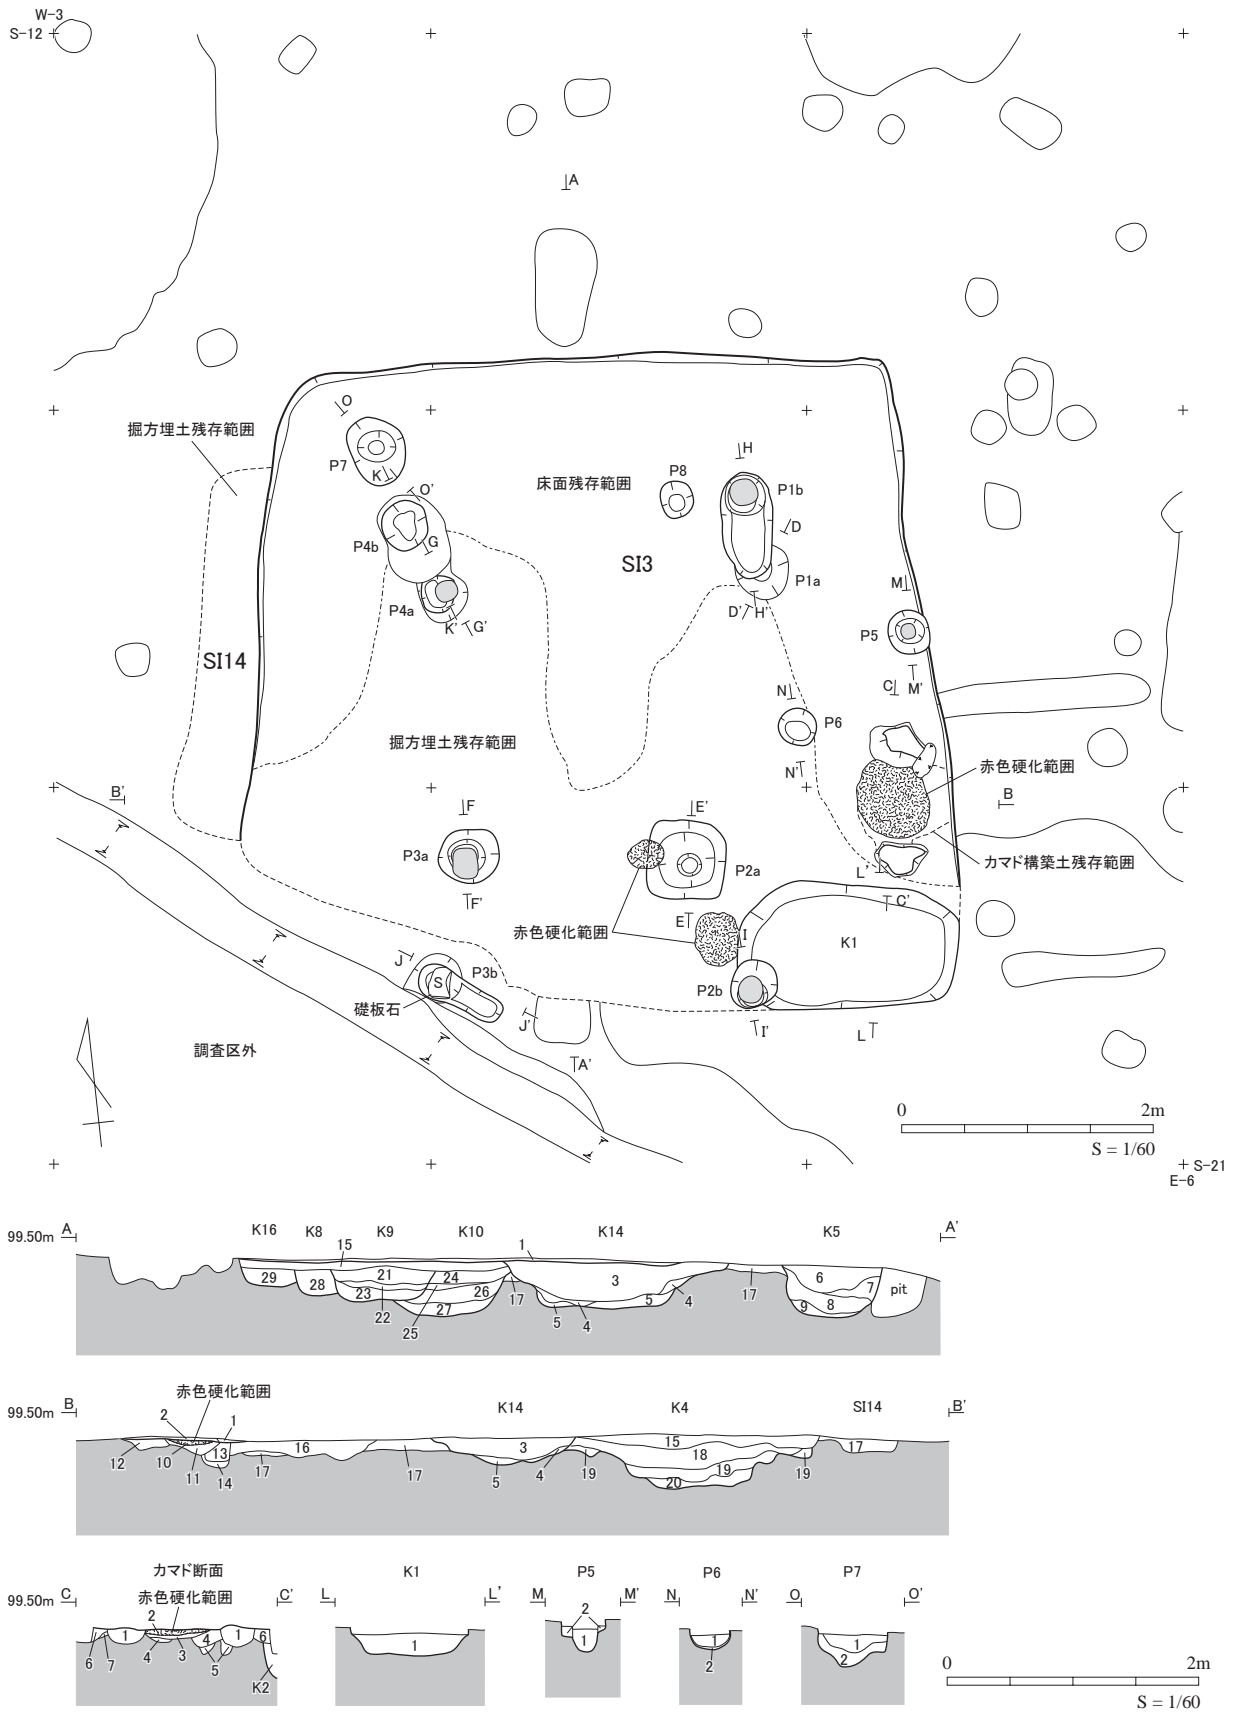 W-3
S-12
A
O
掘方埋土残存範囲
H
P7
K
P8
床面残存範囲
P1b
O'
D
P4b
G
SI3
P1a
M
P4a
D'
H'
K'
G'
P5
SI14
C
M'
N
P6
掘方埋土残存範囲
赤色硬化範囲
N'
B'
F
E'
B
P3a
P2a
L'
カマド構築土残存範囲
F'
C'
E
赤色硬化範囲
I
K1
J
P3b
S
P2b
礎板石
J'
I'
L
調査区外
A'
0 2m
S = 1/60
S-21
E-6
99.50m A K16 K8 K9 K10 K14 K5 A'
15 1
29 28 21 24 3 6 7 pit
23 26 17 4 17
22 25 27 5 4 5 9 8
赤色硬化範囲
99.50m B K14 K4 SI14 B'
2 1
16 15 17
12 10 11 13 14 17 17 3 5 4 19 18 19 20 19
カマド断面 K1 P5 P6 P7
99.50m C 赤色硬化範囲 C' L L' M M' N N' O O'
2 2
1 4 1 6 1 1 1 1
6 7 4 3 5 K2 2 2
0 2m
S = 1/60